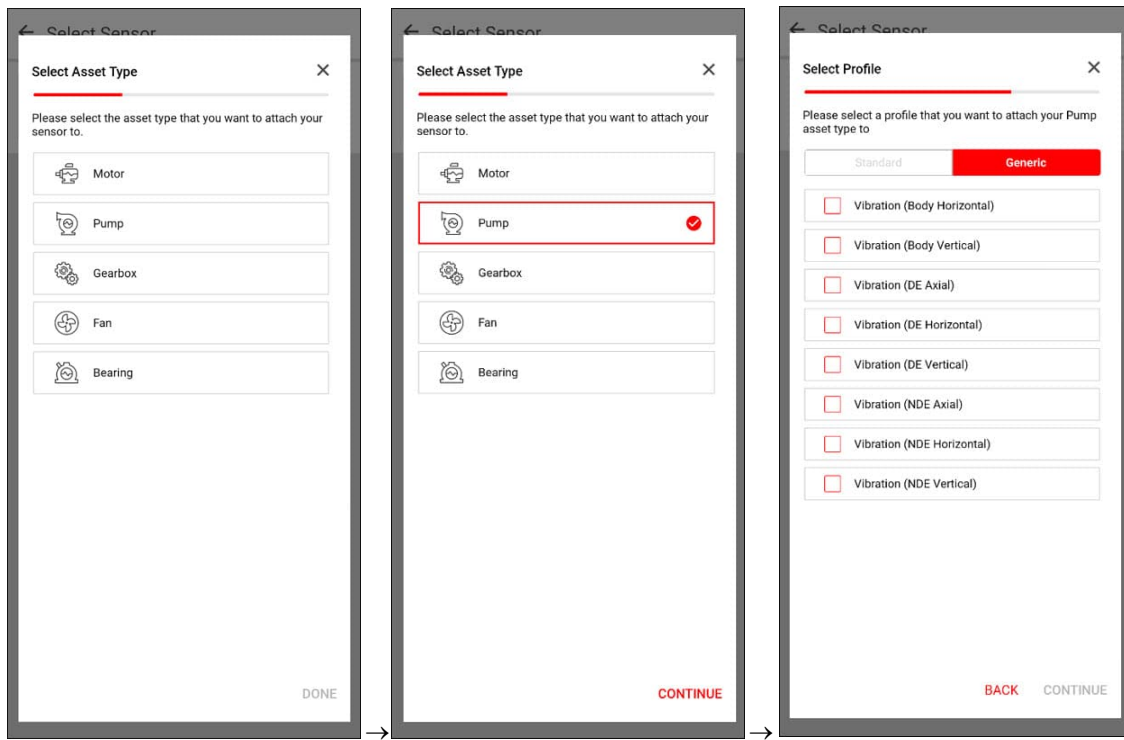 Select Sensor
Select Asset Type
Please select the asset type that you want to attach your
sensor to.
Motor
Pump
Gearbox
Fan
Bearing
DONE
→
Select Sensor
Select Asset Type
Please select the asset type that you want to attach your
sensor to.
Motor
Pump
Gearbox
Fan
Bearing
CONTINUE
→
Select Sensor
Select Profile
Please select a profile that you want to attach your Pump
asset type to
Standard Generic
Vibration (Body Horizontal)
Vibration (Body Vertical)
Vibration (DE Axial)
Vibration (DE Horizontal)
Vibration (DE Vertical)
Vibration (NDE Axial)
Vibration (NDE Horizontal)
Vibration (NDE Vertical)
BACK CONTINUE